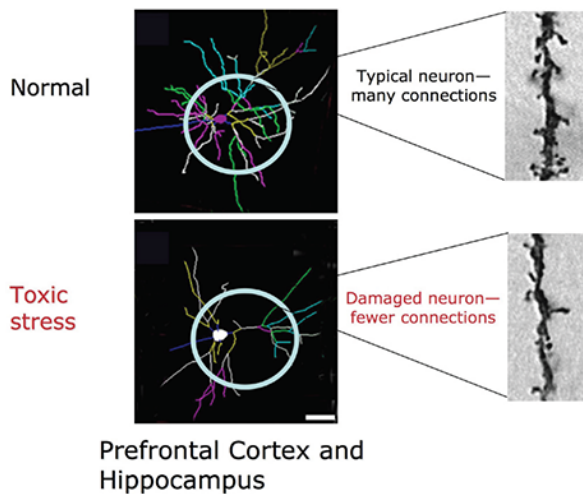 Normal
Typical neuron—
many connections
Toxic
stress
Damaged neuron—
fewer connections
Prefrontal Cortex and
Hippocampus